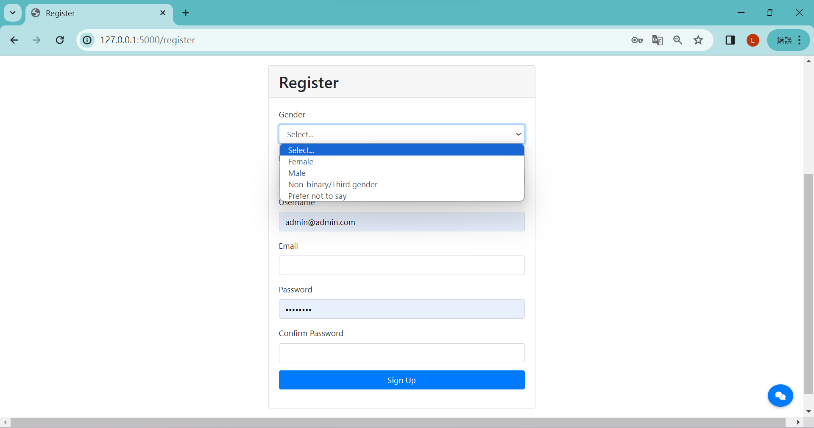 Register
127.0.0.1:5000/register
L
Register
Gender
Select...
Select...
Female
Male
Non-binary/Third gender
Prefer not to say
Username
admin@admin.com
Email
Password
••••••••
Confirm Password
Sign Up